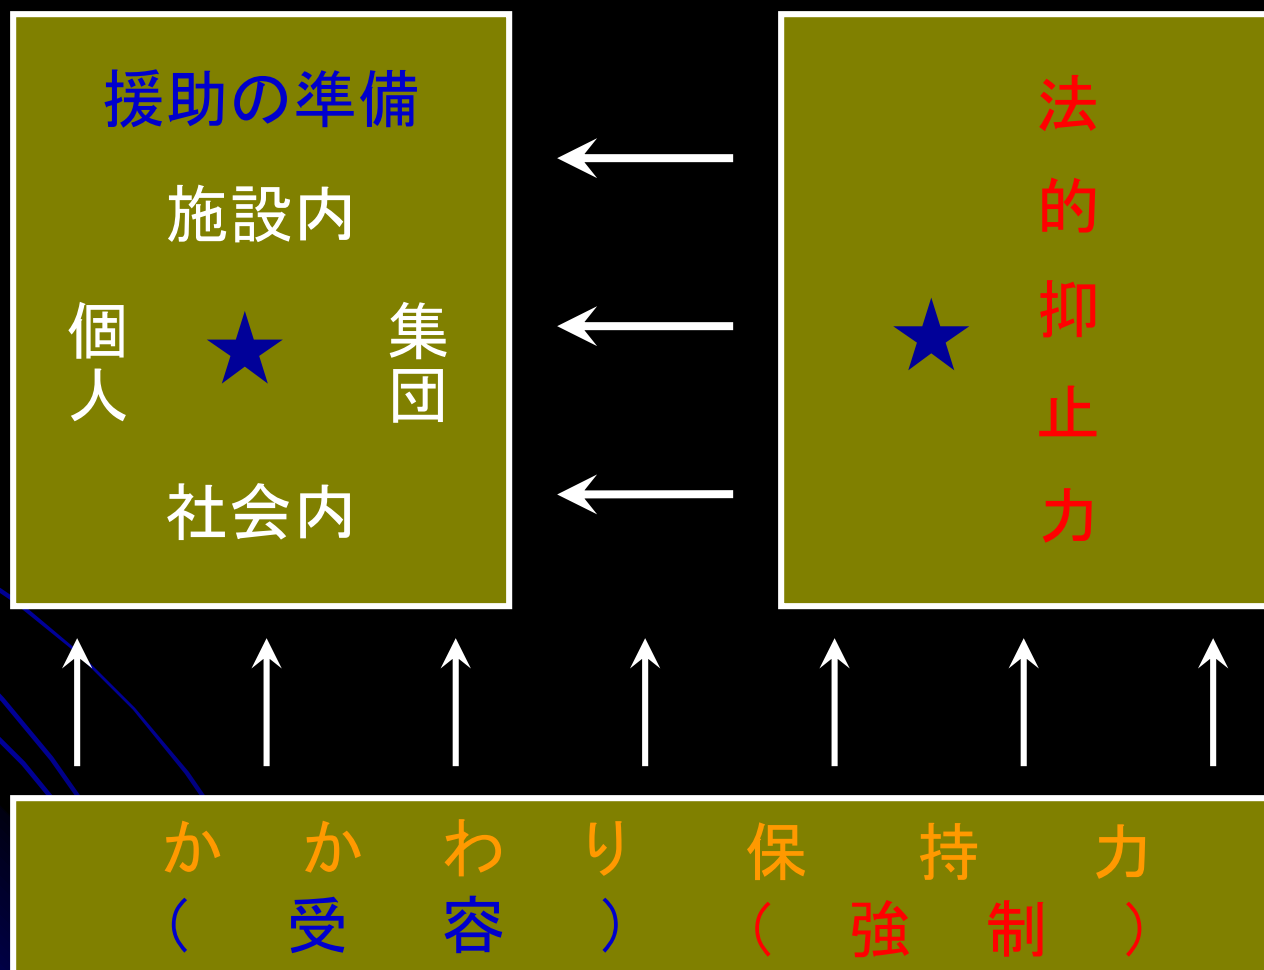 援助の準備
施設内
個人
集団
社会内
法的抑止力
かかわり保持力
(受容)(強制)